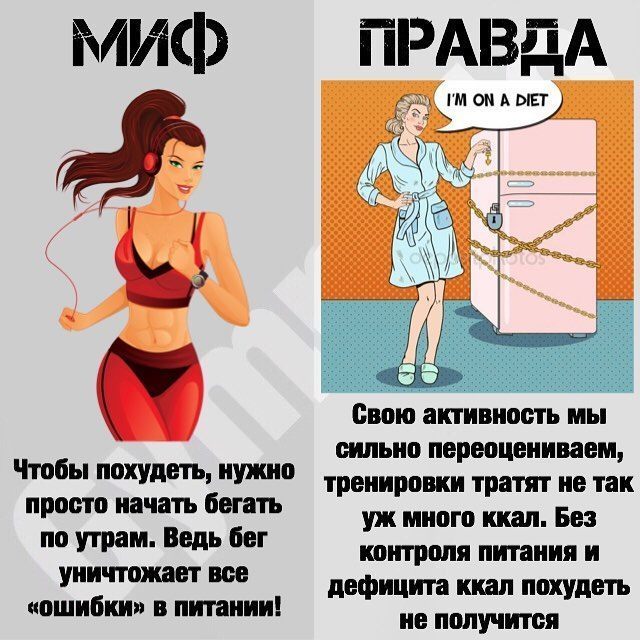 МИФ
Чтобы похудеть, нужно
просто начать бегать
по утрам. Ведь бег
уничтожает все
«ошибки» в питании!
ПРАВДА
I'M ON A DIET
Свою активность мы
сильно переоцениваем,
тренировки тратят не так
уж много ккал. Без
контроля питания и
дефицита ккал похудеть
не получится